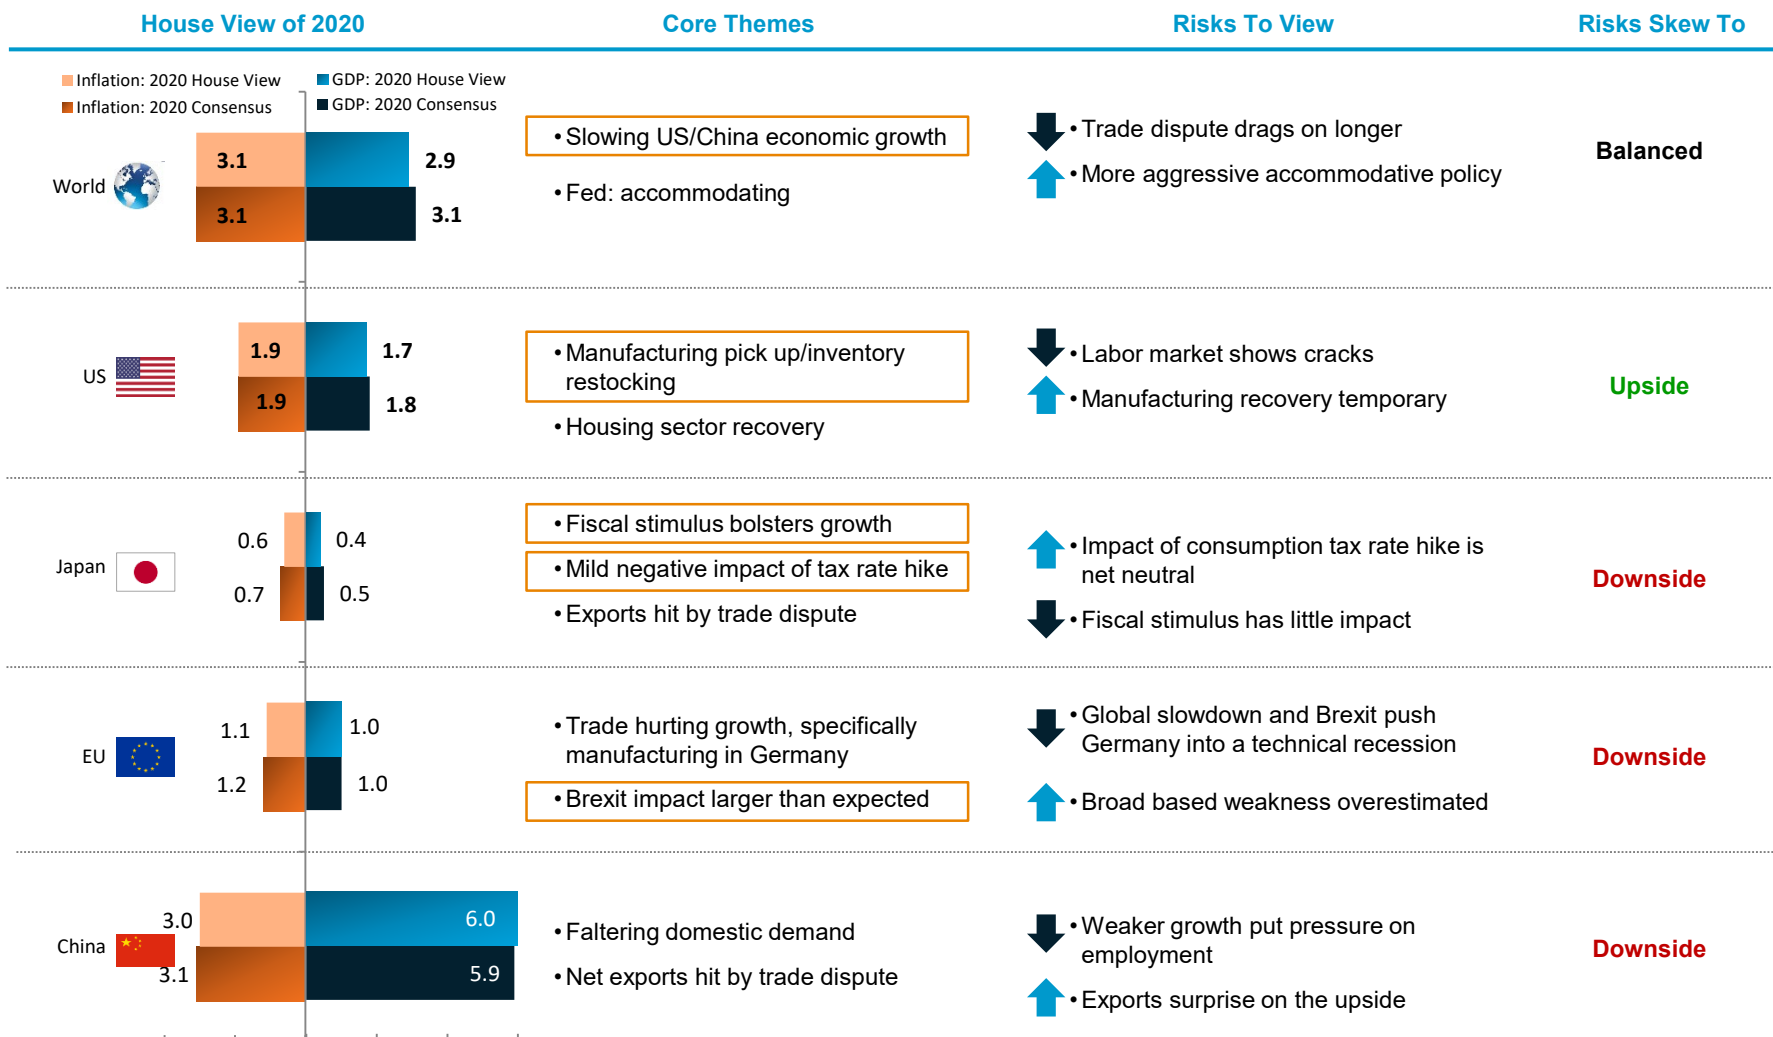 House View of 2020
Core Themes
Risks To View
Risks Skew To
Inflation: 2020 House View
GDP: 2020 House View
Inflation: 2020 Consensus
GDP: 2020 Consensus
World
3.1
2.9
3.1
3.1
• Slowing US/China economic growth
• Fed: accommodating
• Trade dispute drags on longer
• More aggressive accommodative policy
Balanced
US
1.9
1.7
1.9
1.8
• Manufacturing pick up/inventory
restocking
• Housing sector recovery
• Labor market shows cracks
• Manufacturing recovery temporary
Upside
Japan
0.6
0.4
0.7
0.5
• Fiscal stimulus bolsters growth
• Mild negative impact of tax rate hike
• Exports hit by trade dispute
• Impact of consumption tax rate hike is
net neutral
• Fiscal stimulus has little impact
Downside
EU
1.1
1.0
1.2
1.0
• Trade hurting growth, specifically
manufacturing in Germany
• Brexit impact larger than expected
• Global slowdown and Brexit push
Germany into a technical recession
• Broad based weakness overestimated
Downside
China
3.0
6.0
3.1
5.9
• Faltering domestic demand
• Net exports hit by trade dispute
• Weaker growth put pressure on
employment
• Exports surprise on the upside
Downside